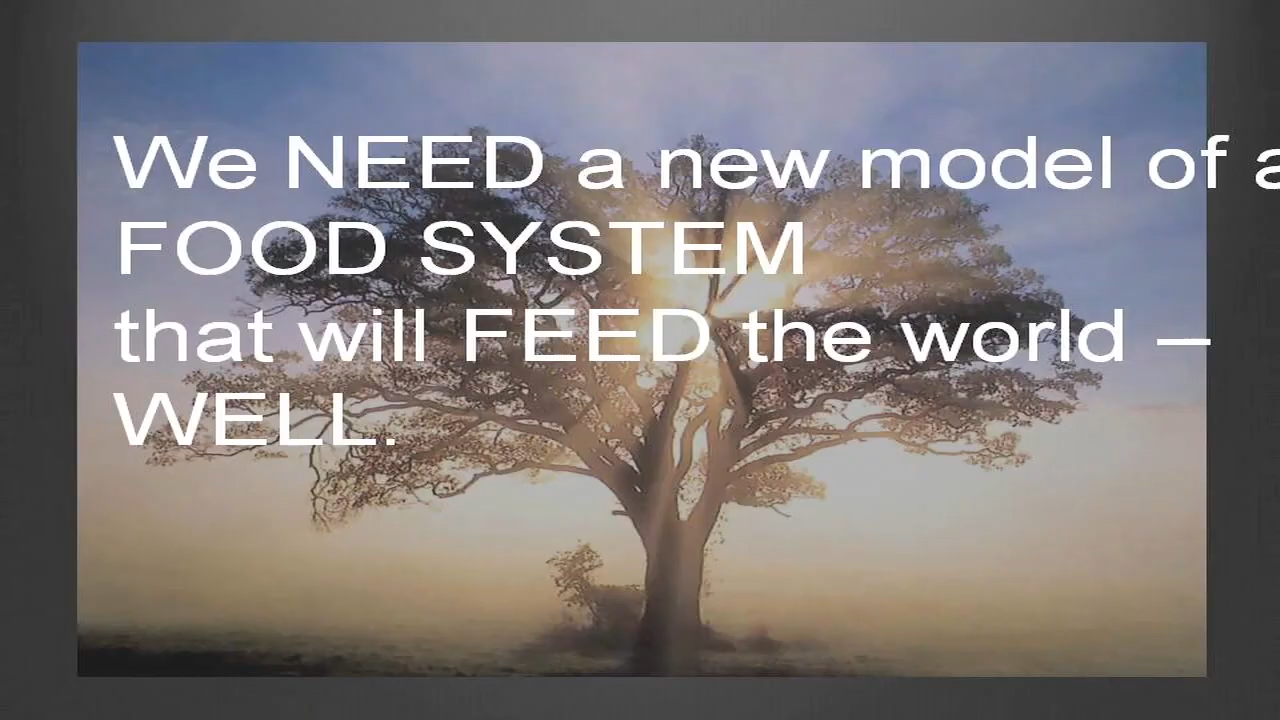 We NEED a new model of a
FOOD SYSTEM
that will FEED the world –
WELL.